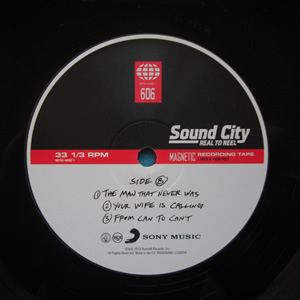 606
Sound City
REAL TO REEL
33 1/3 RPM
MAGNETIC RECORDING TAPE
SIDE B
1 THE MAN THAT NEVER WAS
2 YOUR WIFE IS CALLING
3 FROM CAN TO CAN'T
RCA
SONY MUSIC